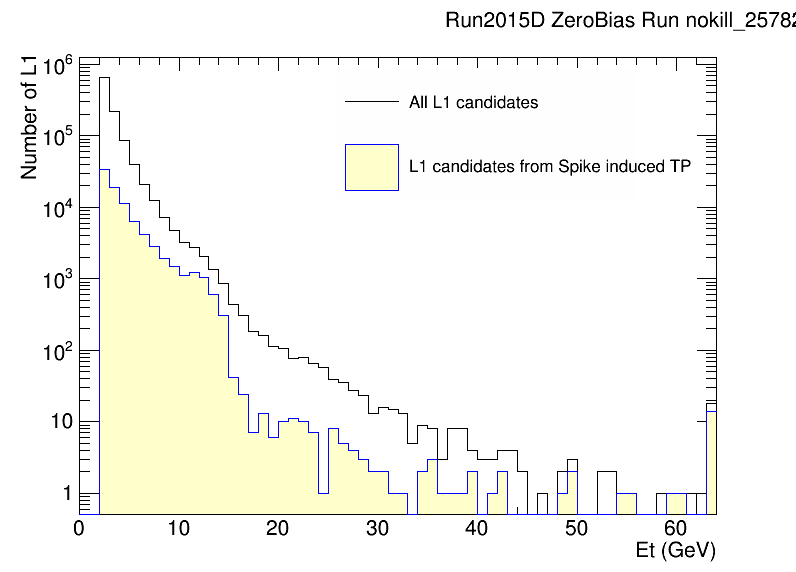 Run2015D ZeroBias Run nokill_25782
Number of L1
10⁶
10⁵
10⁴
10³
10²
10
1
All L1 candidates
L1 candidates from Spike induced TP
0 10 20 30 40 50 60
Et (GeV)